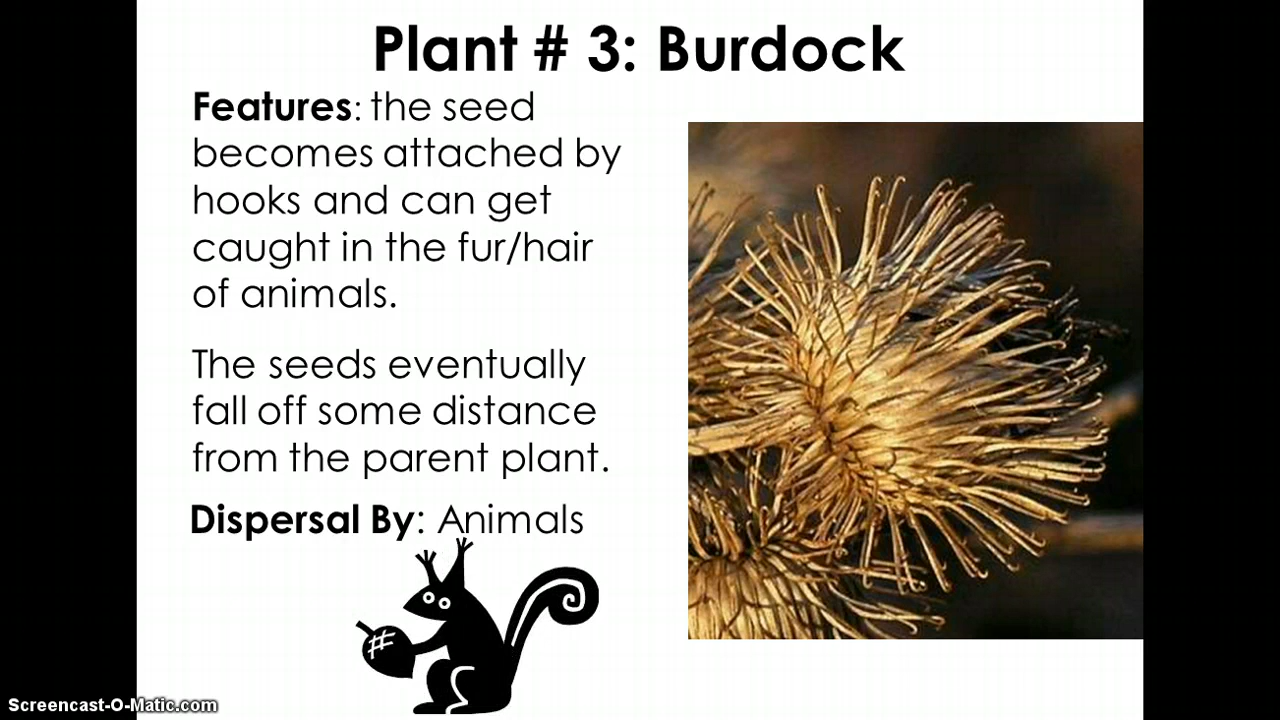 Plant # 3: Burdock
Features: the seed
becomes attached by
hooks and can get
caught in the fur/hair
of animals.
The seeds eventually
fall off some distance
from the parent plant.
Dispersal By: Animals
Screencast-O-Matic.com